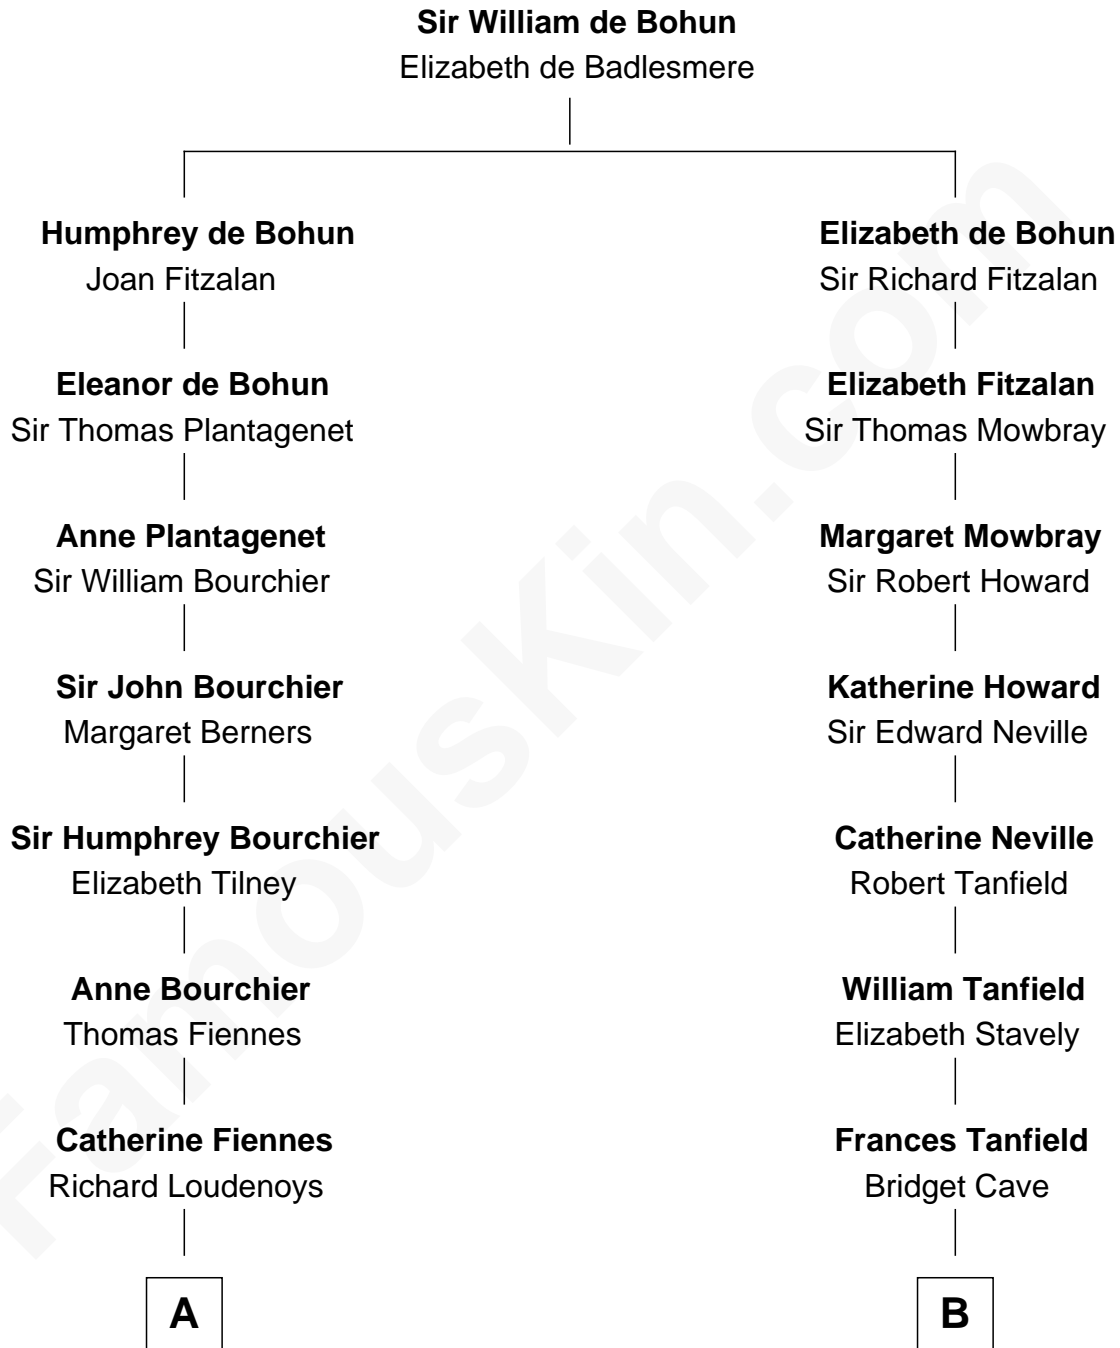 Sir William de Bohun
Elizabeth de Badlesmere
Humphrey de Bohun
Joan Fitzalan
Elizabeth de Bohun
Sir Richard Fitzalan
Eleanor de Bohun
Sir Thomas Plantagenet
Elizabeth Fitzalan
Sir Thomas Mowbray
Anne Plantagenet
Sir William Bourchier
Margaret Mowbray
Sir Robert Howard
Sir John Bourchier
Margaret Berners
Katherine Howard
Sir Edward Neville
Sir Humphrey Bourchier
Elizabeth Tilney
Catherine Neville
Robert Tanfield
Anne Bourchier
Thomas Fiennes
William Tanfield
Elizabeth Stavely
Catherine Fiennes
Richard Loudenoys
Frances Tanfield
Bridget Cave
A
B
FamousKin.com